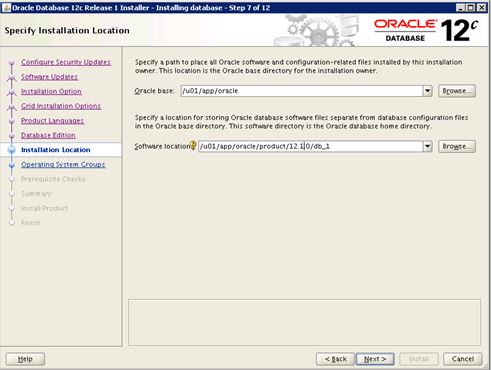 Oracle Database 12c Release 1 Installer - Installing database - Step 7 of 12
Specify Installation Location
ORACLE
DATABASE 12c
Configure Security Updates
Software Updates
Installation Option
Grid Installation Options
Product Languages
Database Edition
Installation Location
Operating System Groups
Prerequisite Checks
Summary
Install Product
Finish
Specify a path to place all Oracle software and configuration-related files installed by this installation
owner. This location is the Oracle base directory for the installation owner.
Oracle base: /u01/app/oracle Browse...
Specify a location for storing Oracle database software files separate from database configuration files
in the Oracle base directory. This software directory is the Oracle database home directory.
Software location: /u01/app/oracle/product/12.1.0/db_1 Browse...
Help < Back Next > Install Cancel